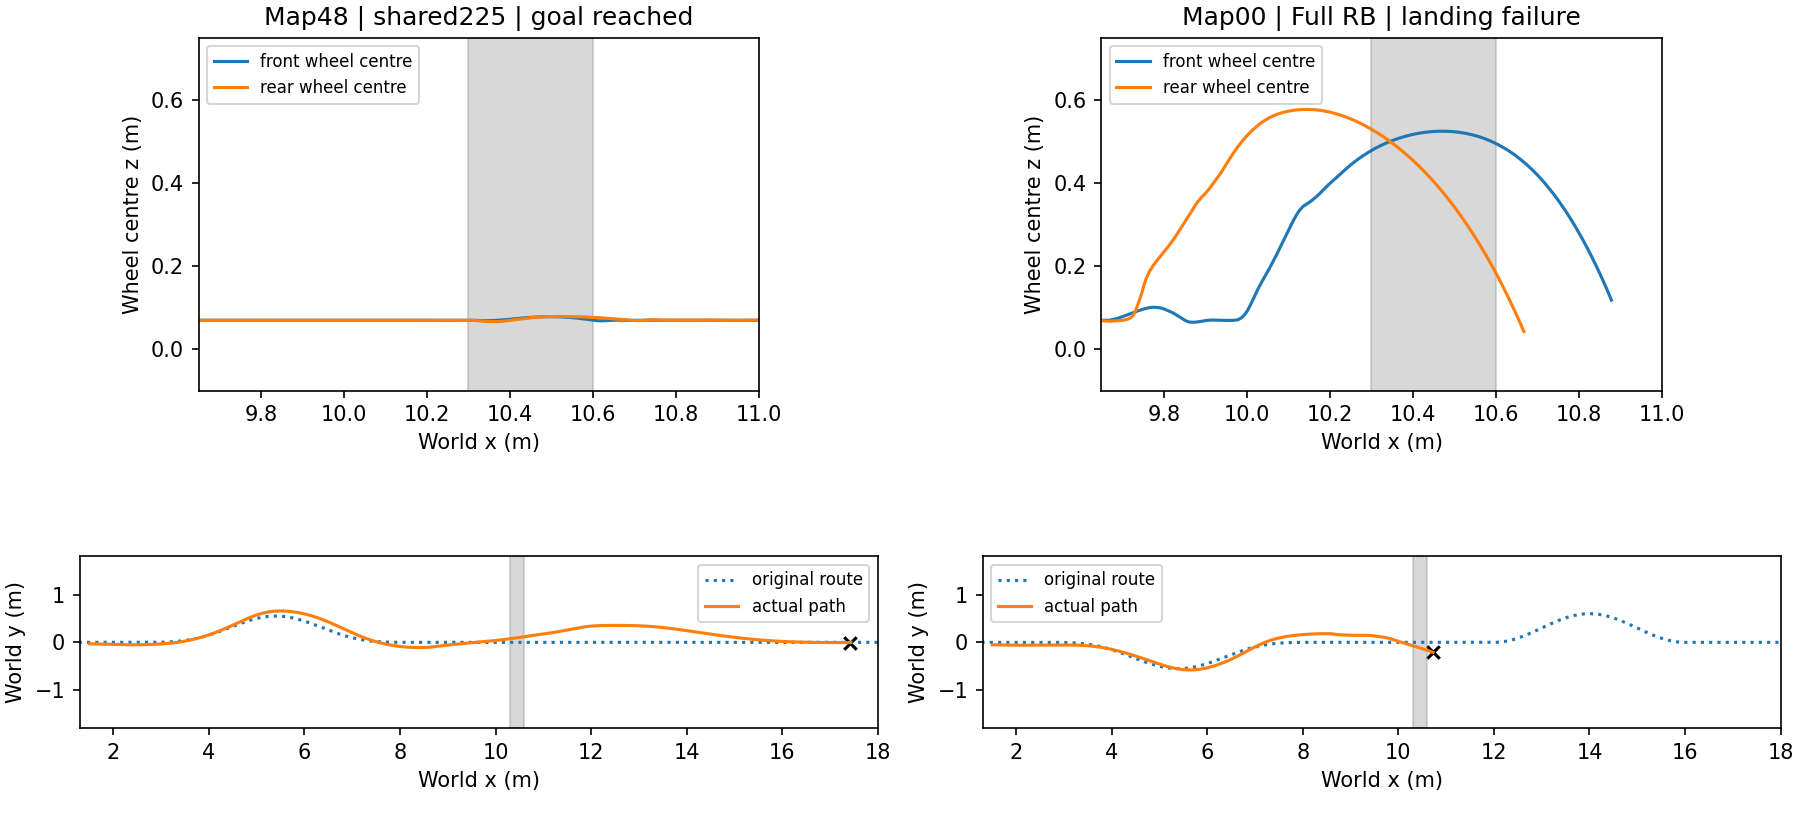 Map48 | shared225 | goal reached
front wheel centre
rear wheel centre
Wheel centre z (m)
0.6
0.4
0.2
0.0
9.8 10.0 10.2 10.4 10.6 10.8 11.0
World x (m)
Map00 | Full RB | landing failure
front wheel centre
rear wheel centre
Wheel centre z (m)
0.6
0.4
0.2
0.0
9.8 10.0 10.2 10.4 10.6 10.8 11.0
World x (m)
original route
actual path
World y (m)
1
0
−1
2 4 6 8 10 12 14 16 18
World x (m)
original route
actual path
World y (m)
1
0
−1
2 4 6 8 10 12 14 16 18
World x (m)